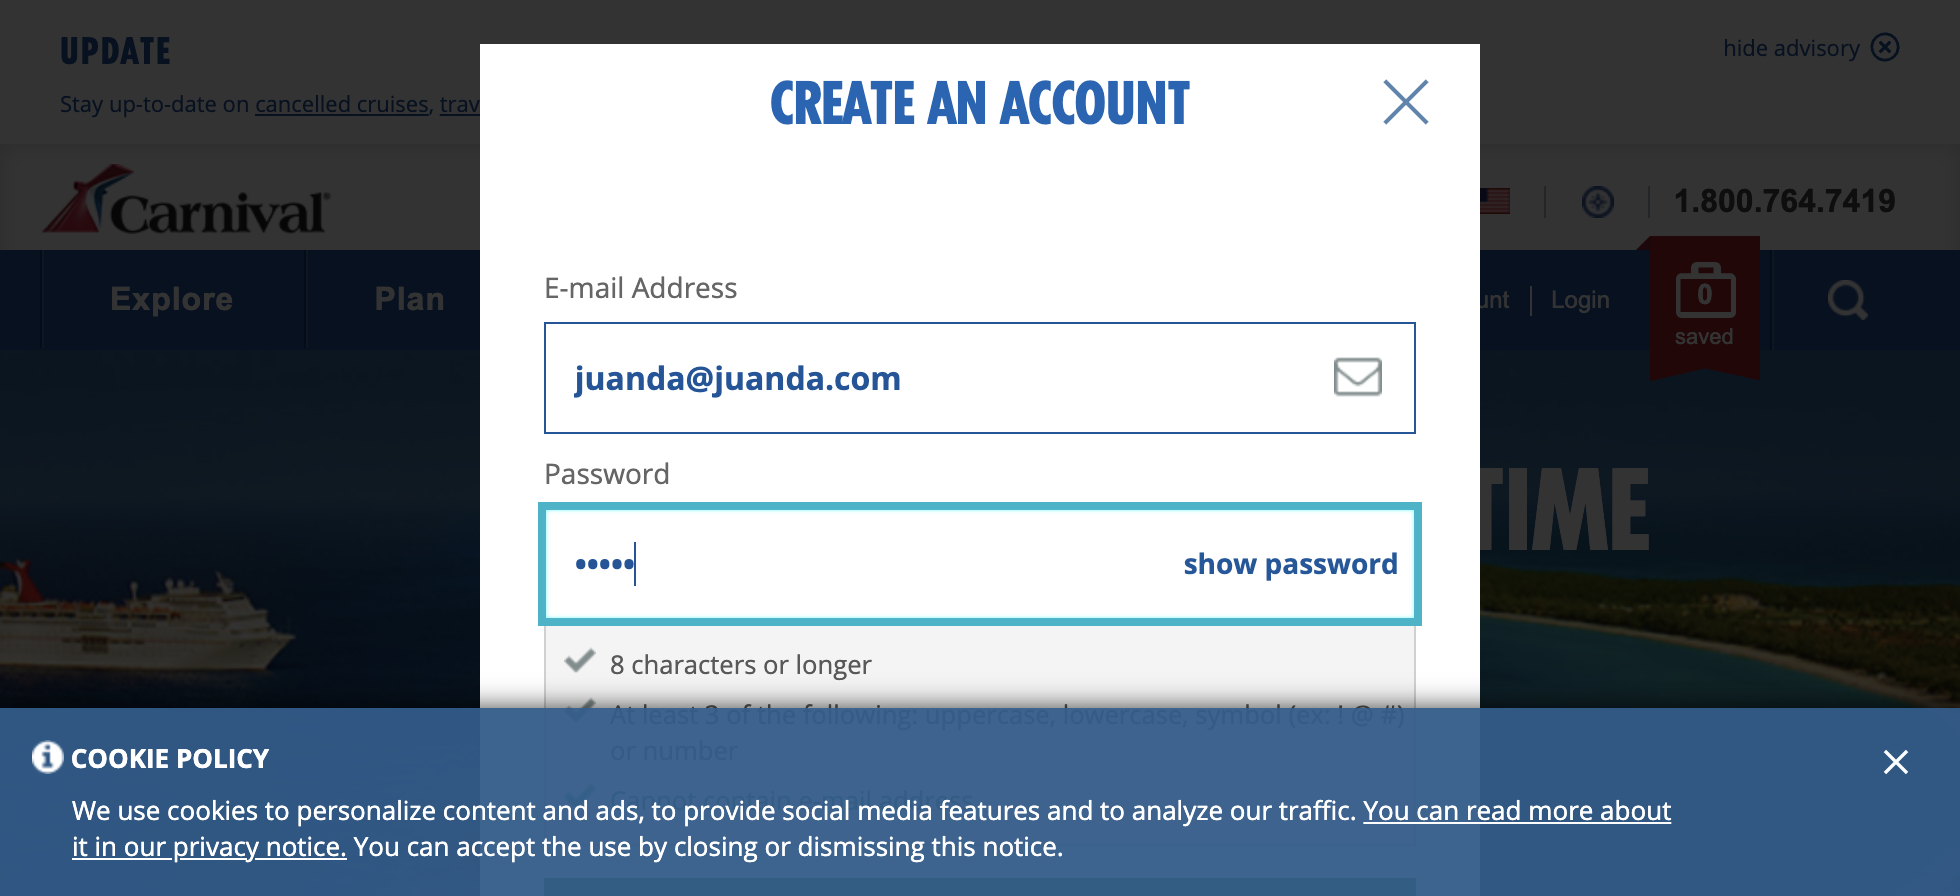 UPDATE
hide advisory
Stay up-to-date on cancelled cruises, trav
CREATE AN ACCOUNT
Carnival
1.800.764.7419
Explore
Plan
unt
Login
0
saved
E-mail Address
juanda@juanda.com
Password
•••••
show password
TIME
8 characters or longer
At least 3 of the following: uppercase, lowercase, symbol (ex: ! @ #)
or number
Cannot contain e-mail address
COOKIE POLICY
We use cookies to personalize content and ads, to provide social media features and to analyze our traffic. You can read more about
it in our privacy notice. You can accept the use by closing or dismissing this notice.